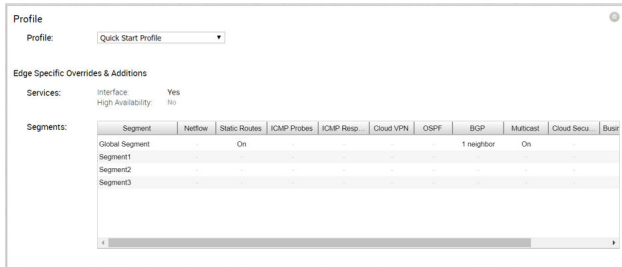 Profile
Profile: Quick Start Profile
Edge Specific Overrides & Additions
Services: Interface: Yes
High Availability: No
Segments:
Segment Netflow Static Routes ICMP Probes ICMP Resp... Cloud VPN OSPF BGP Multicast Cloud Secu... Busin
Global Segment - On - - - - 1 neighbor On -
Segment1 - - - - - - - - -
Segment2 - - - - - - - - -
Segment3 - - - - - - - - -